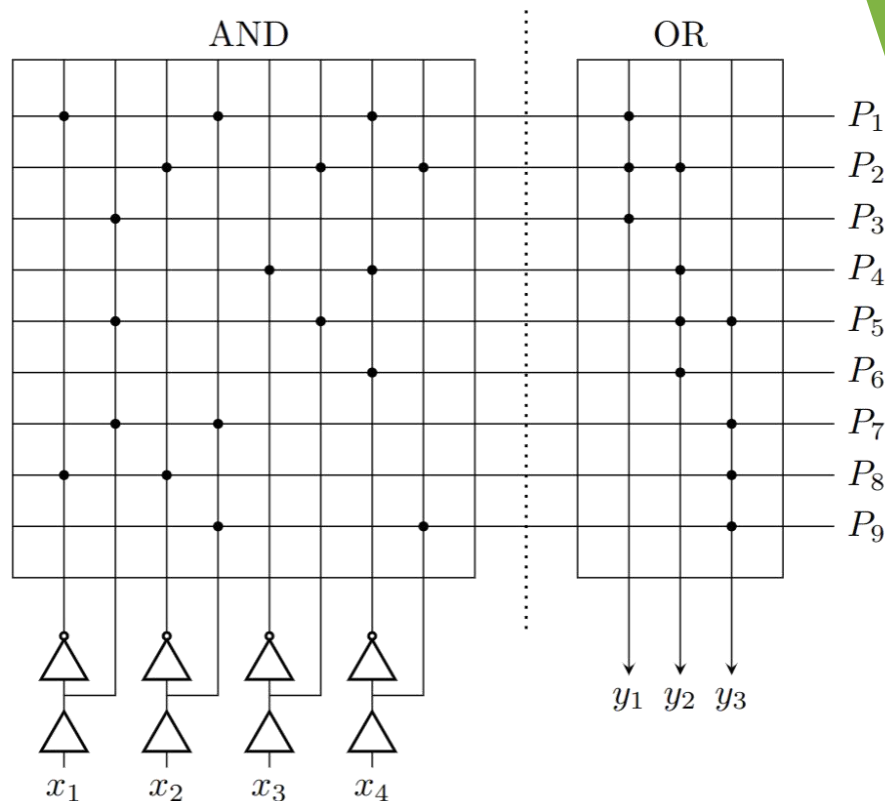 AND OR
P₁
P₂
P₃
P₄
P₅
P₆
P₇
P₈
P₉
y₁ y₂ y₃
x₁ x₂ x₃ x₄